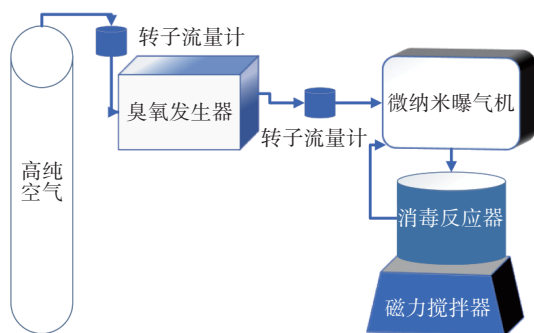 转子流量计
臭氧发生器
转子流量计
微纳米曝气机
高纯
空气
消毒反应器
磁力搅拌器